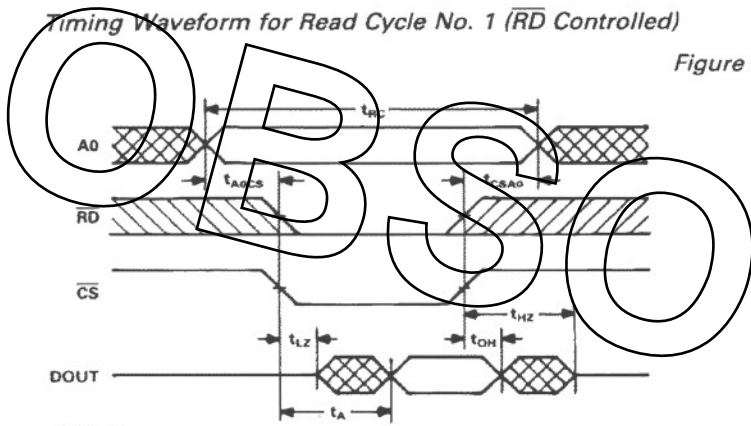 Timing Waveform for Read Cycle No. 1 (RD Controlled)
Figure
tRC
A0
tA0CS
tCSA0
RD
CS
tHZ
tLZ
tOH
DOUT
tA
OBSO